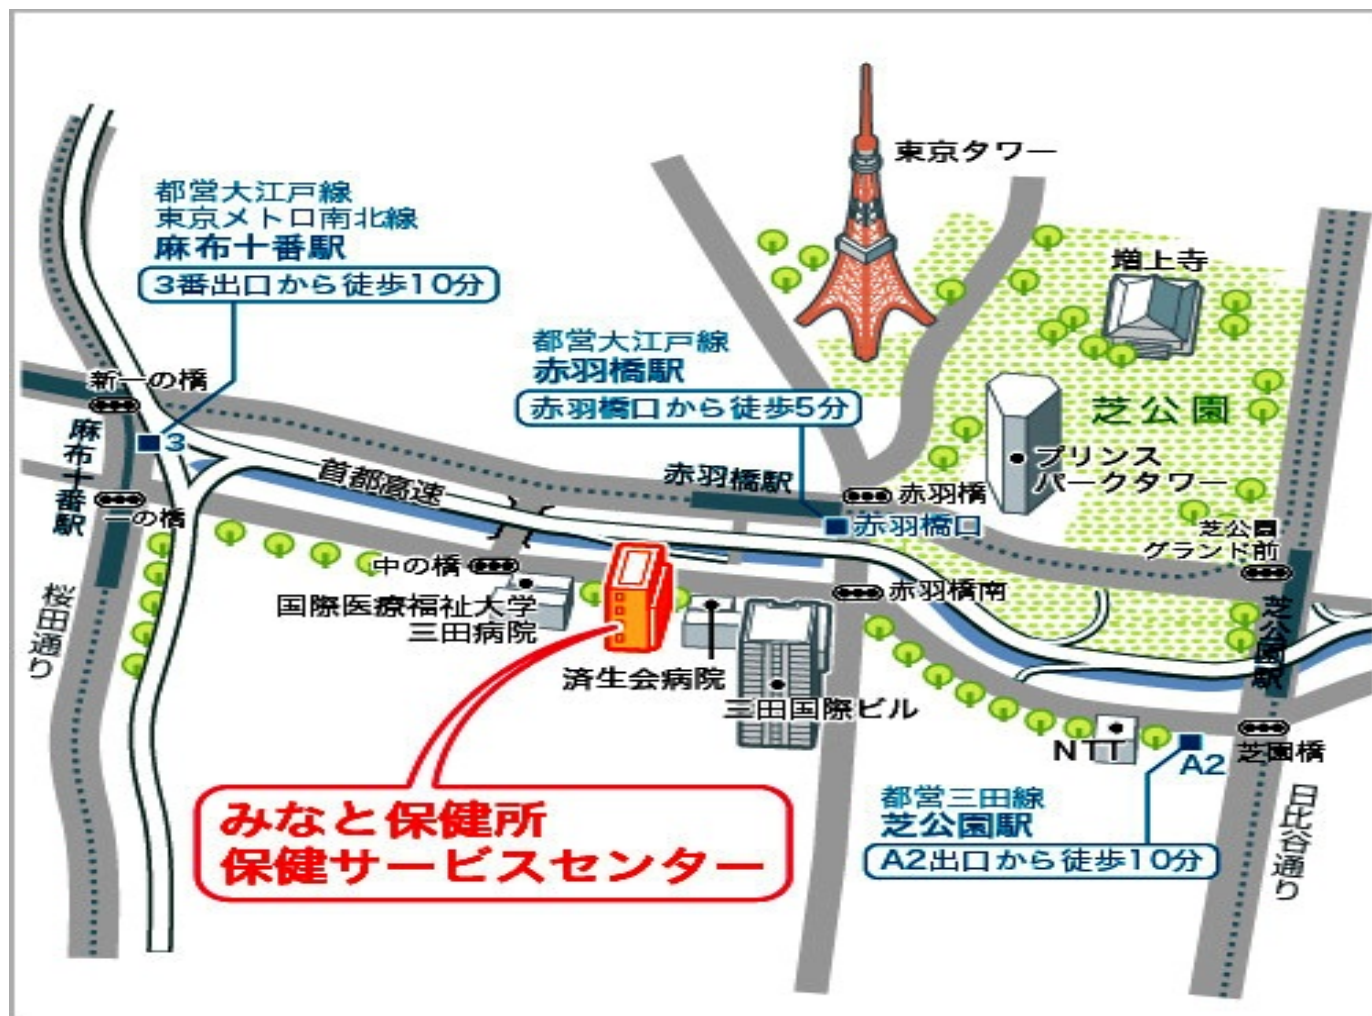 東京タワー
都営大江戸線
東京メトロ南北線
麻布十番駅
3番出口から徒歩10分
増上寺
都営大江戸線
赤羽橋駅
赤羽橋口から徒歩5分
新一の橋
芝公園
麻布十番駅
3
首都高速
赤羽橋駅
赤羽橋
プリンス
パークタワー
一の橋
赤羽橋口
芝公園
グランド前
中の橋
赤羽橋南
国際医療福祉大学
三田病院
桜田通り
芝公園駅
済生会病院
三田国際ビル
NTT
A2
芝園橋
みなと保健所
保健サービスセンター
都営三田線
芝公園駅
A2出口から徒歩10分
日比谷通り